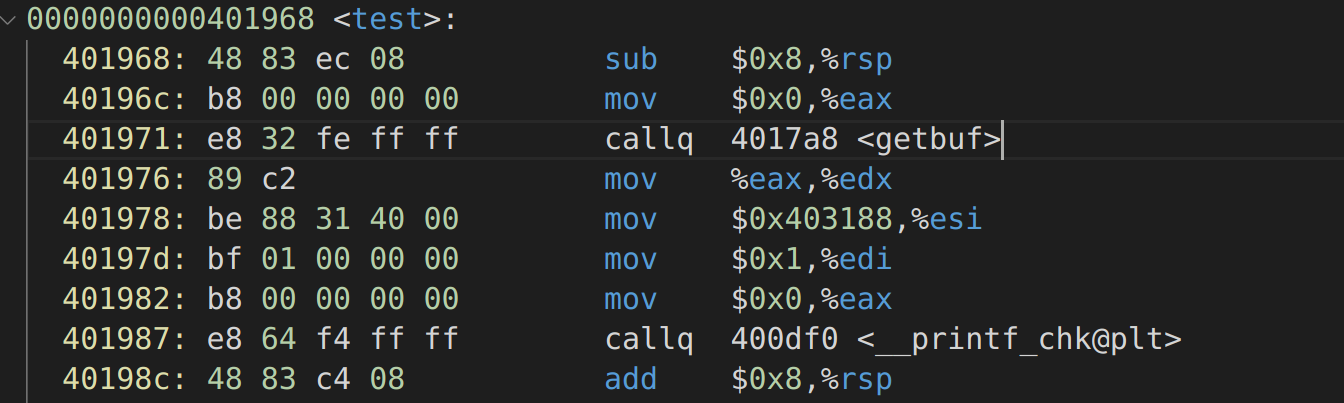 0000000000401968 <test>:
401968: 48 83 ec 08 sub $0x8,%rsp
40196c: b8 00 00 00 00 mov $0x0,%eax
401971: e8 32 fe ff ff callq 4017a8 <getbuf>
401976: 89 c2 mov %eax,%edx
401978: be 88 31 40 00 mov $0x403188,%esi
40197d: bf 01 00 00 00 mov $0x1,%edi
401982: b8 00 00 00 00 mov $0x0,%eax
401987: e8 64 f4 ff ff callq 400df0 <__printf_chk@plt>
40198c: 48 83 c4 08 add $0x8,%rsp